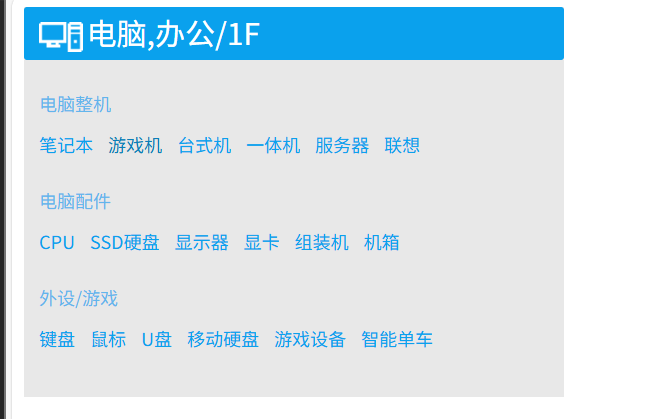 电脑,办公/1F
电脑整机
笔记本 游戏机 台式机 一体机 服务器 联想
电脑配件
CPU SSD硬盘 显示器 显卡 组装机 机箱
外设/游戏
键盘 鼠标 U盘 移动硬盘 游戏设备 智能单车